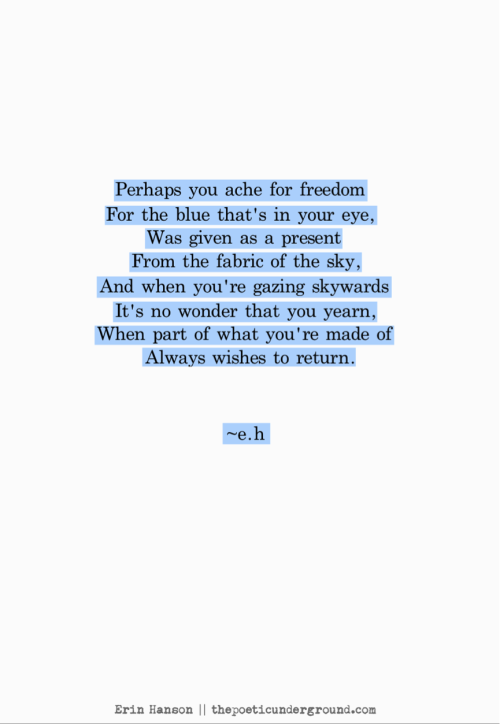 Perhaps you ache for freedom
For the blue that's in your eye,
Was given as a present
From the fabric of the sky,
And when you're gazing skywards
It's no wonder that you yearn,
When part of what you're made of
Always wishes to return.
~e.h
Erin Hanson || thepoeticunderground.com